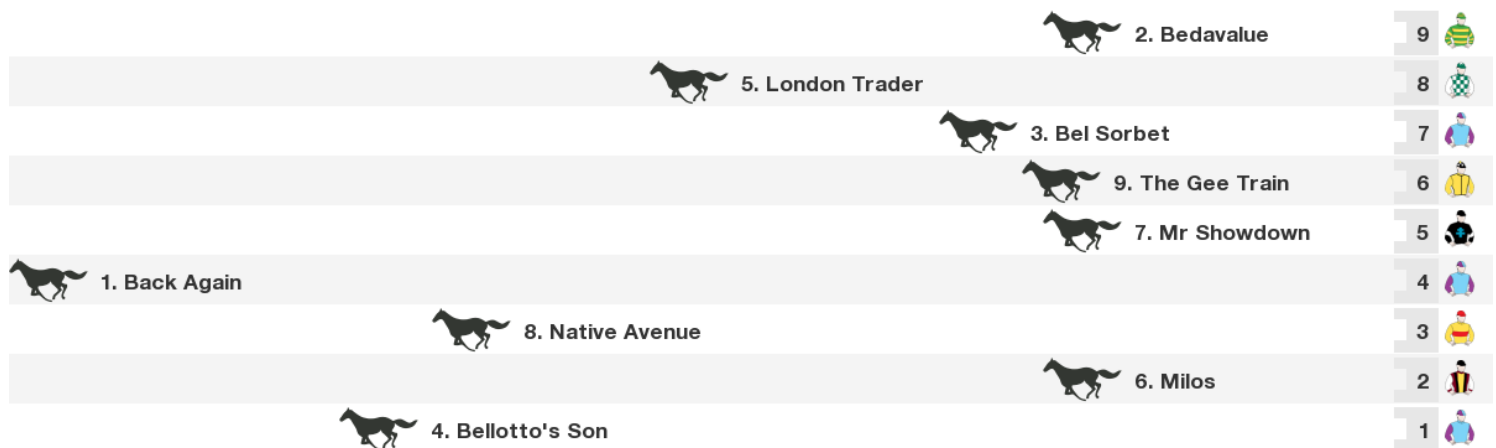 2. Bedavalue 9
5. London Trader 8
3. Bel Sorbet 7
9. The Gee Train 6
7. Mr Showdown 5
1. Back Again 4
8. Native Avenue 3
6. Milos 2
4. Bellotto's Son 1